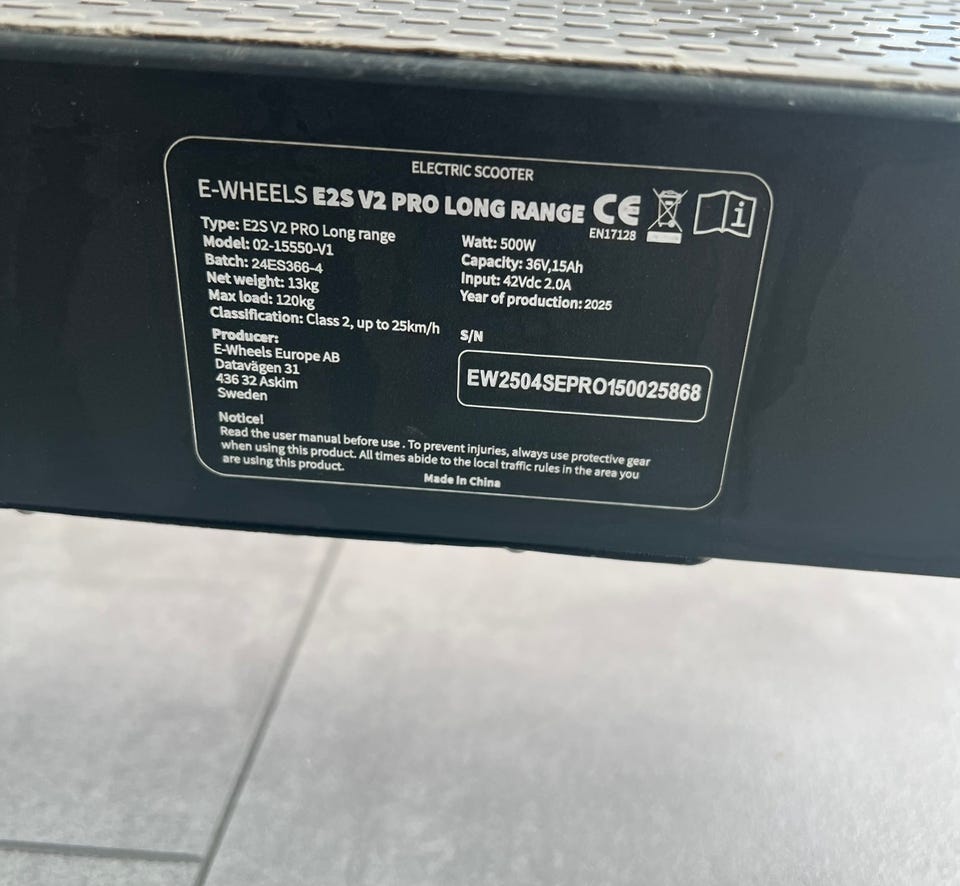 ELECTRIC SCOOTER
E-WHEELS E2S V2 PRO LONG RANGE CE
EN17128
Type: E2S V2 PRO Long range
Model: 02-15550-V1
Batch: 24ES366-4
Net weight: 13kg
Max load: 120kg
Classification: Class 2, up to 25km/h
Producer:
E-Wheels Europe AB
Datavägen 31
436 32 Askim
Sweden
Watt: 500W
Capacity: 36V,15Ah
Input: 42Vdc 2.0A
Year of production: 2025
S/N
EW2504SEPRO150025868
Notice!
Read the user manual before use . To prevent injuries, always use protective gear
when using this product. All times abide to the local traffic rules in the area you
are using this product.
Made In China